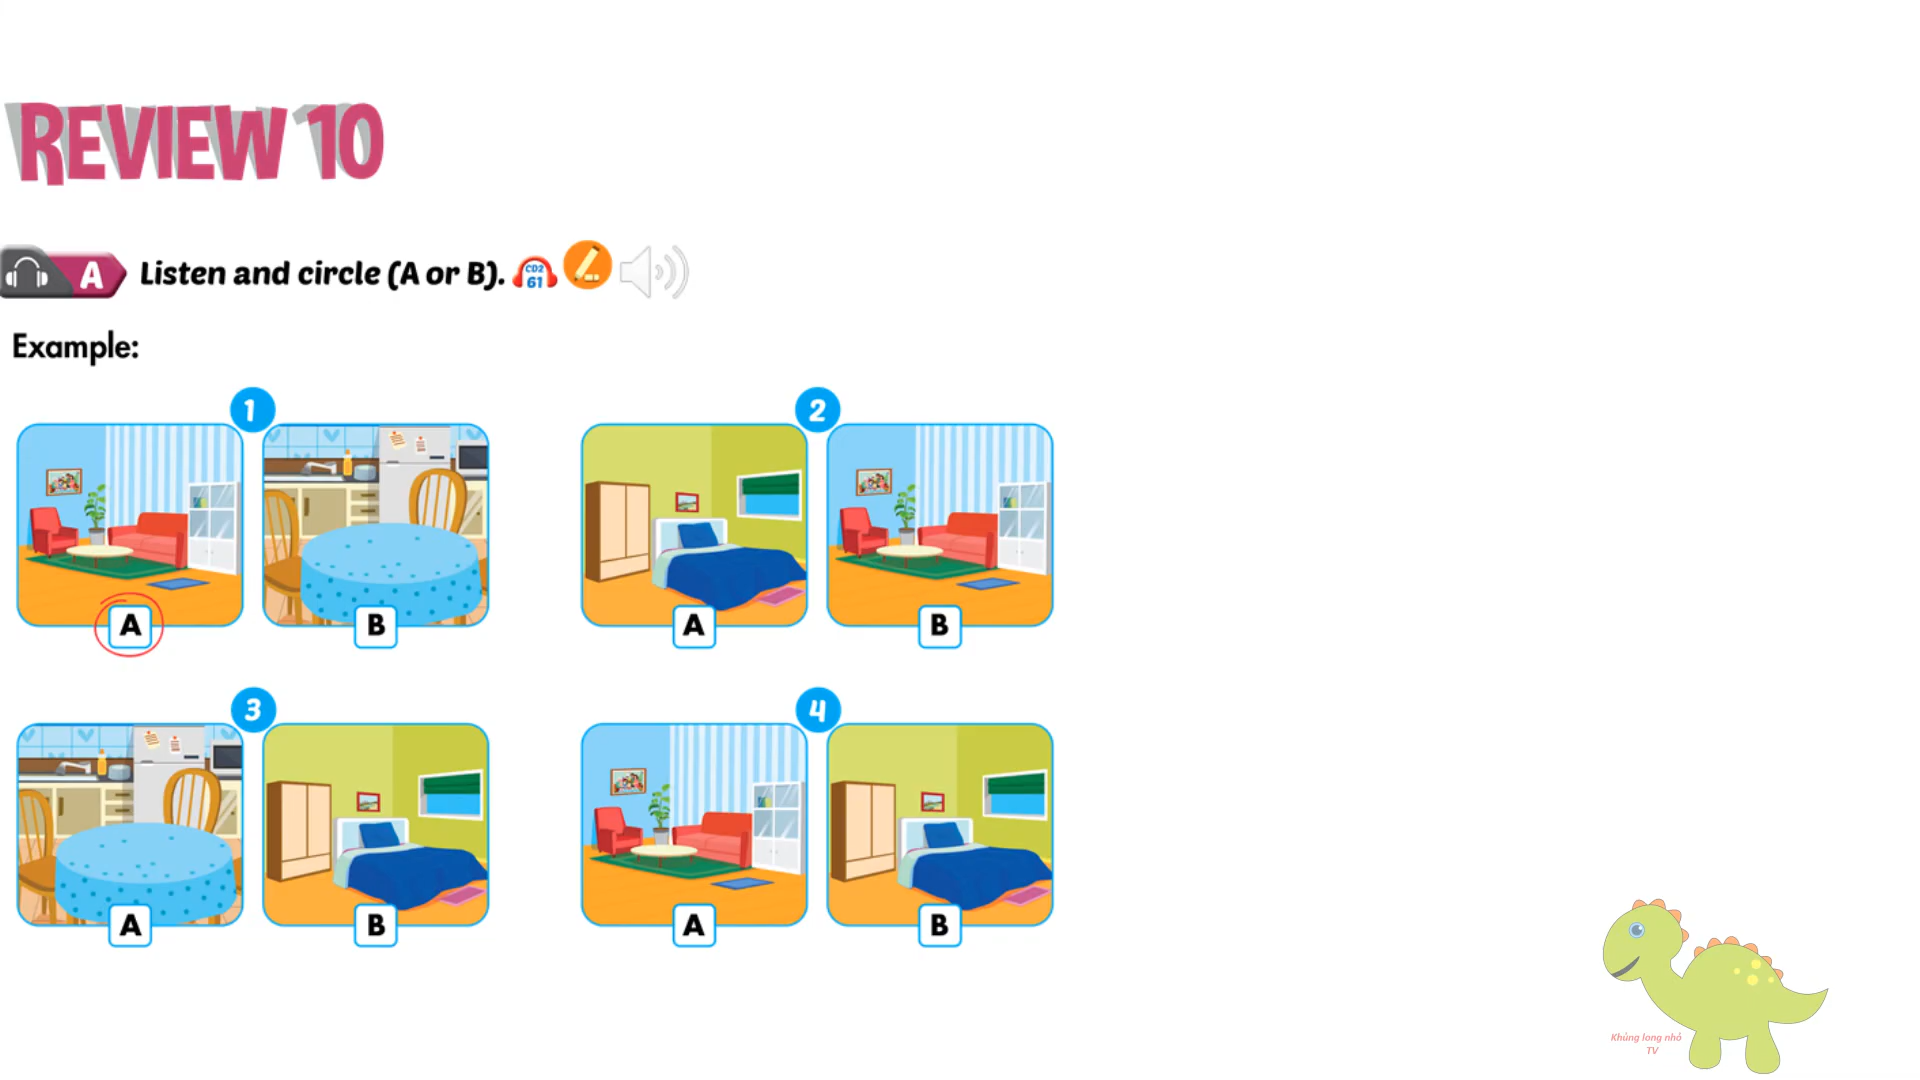 REVIEW 10
A Listen and circle (A or B). CD2 61
Example:
1 2
A B A B
3 4
A B A B
Khủng long nhỏ
TV